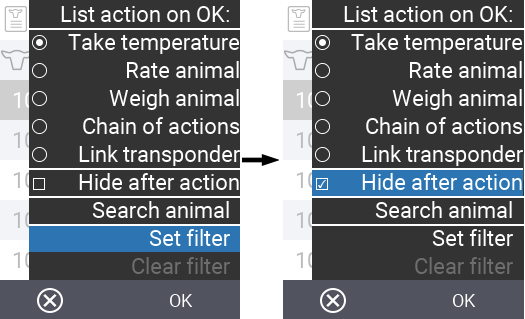 List action on OK:
Take temperature
Rate animal
Weigh animal
Chain of actions
Link transponder
Hide after action
Search animal
Set filter
Clear filter
OK
List action on OK:
Take temperature
Rate animal
Weigh animal
Chain of actions
Link transponder
Hide after action
Search animal
Set filter
Clear filter
OK